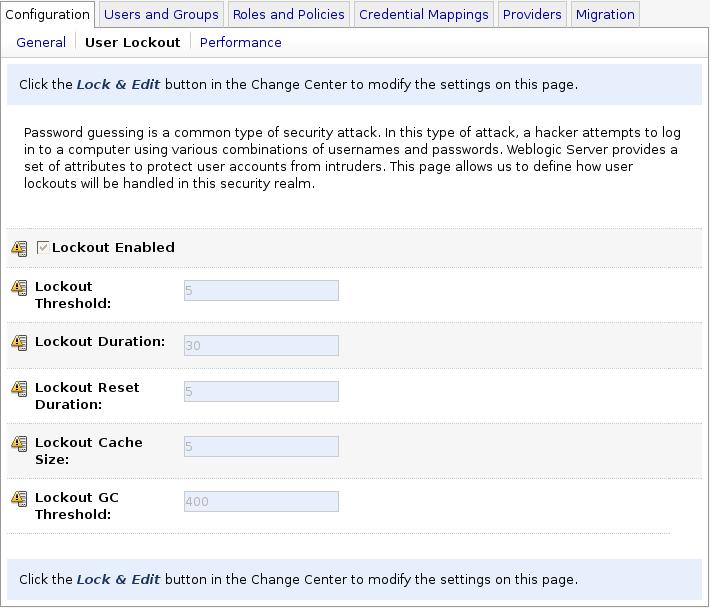 Configuration Users and Groups Roles and Policies Credential Mappings Providers Migration
General User Lockout Performance
Click the Lock & Edit button in the Change Center to modify the settings on this page.
Password guessing is a common type of security attack. In this type of attack, a hacker attempts to log
in to a computer using various combinations of usernames and passwords. Weblogic Server provides a
set of attributes to protect user accounts from intruders. This page allows us to define how user
lockouts will be handled in this security realm.
Lockout Enabled
Lockout
Threshold:
5
Lockout Duration:
30
Lockout Reset
Duration:
5
Lockout Cache
Size:
5
Lockout GC
Threshold:
400
Click the Lock & Edit button in the Change Center to modify the settings on this page.